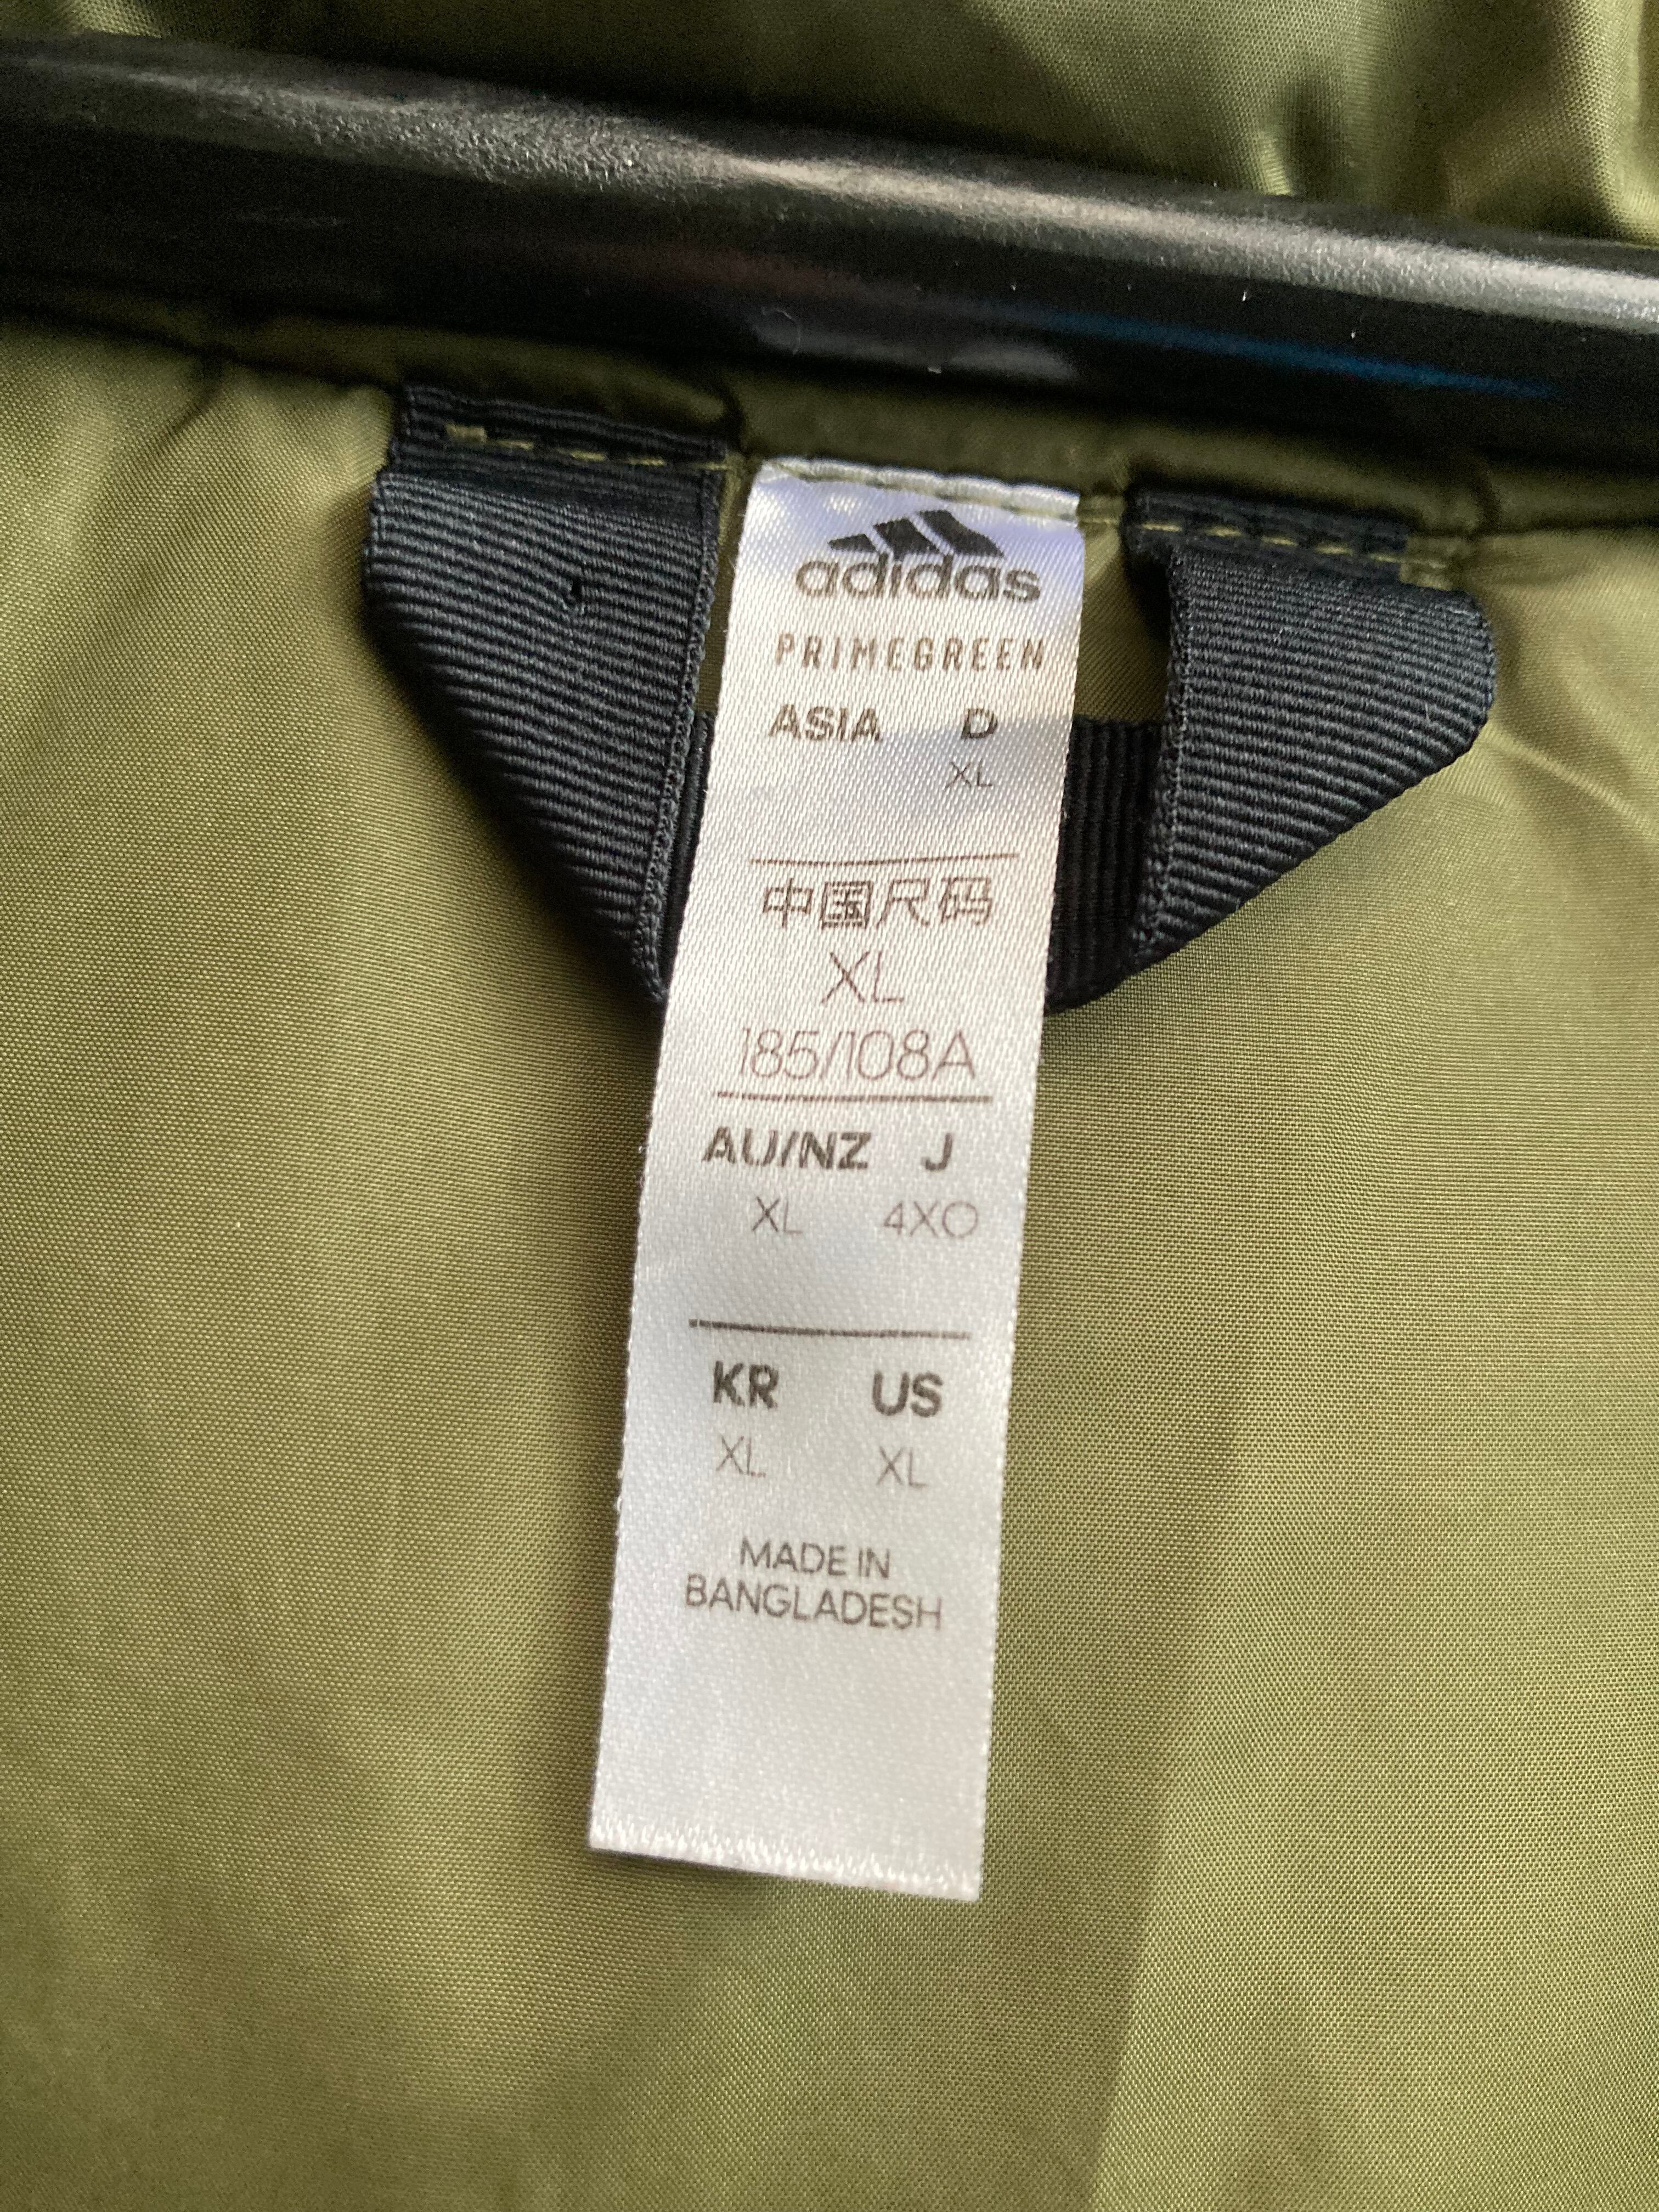 adidas
PRIMEGREEN
ASIA D
XL
中国尺码
XL
185/108A
AU/NZ J
XL 4XO
KR US
XL XL
MADE IN
BANGLADESH